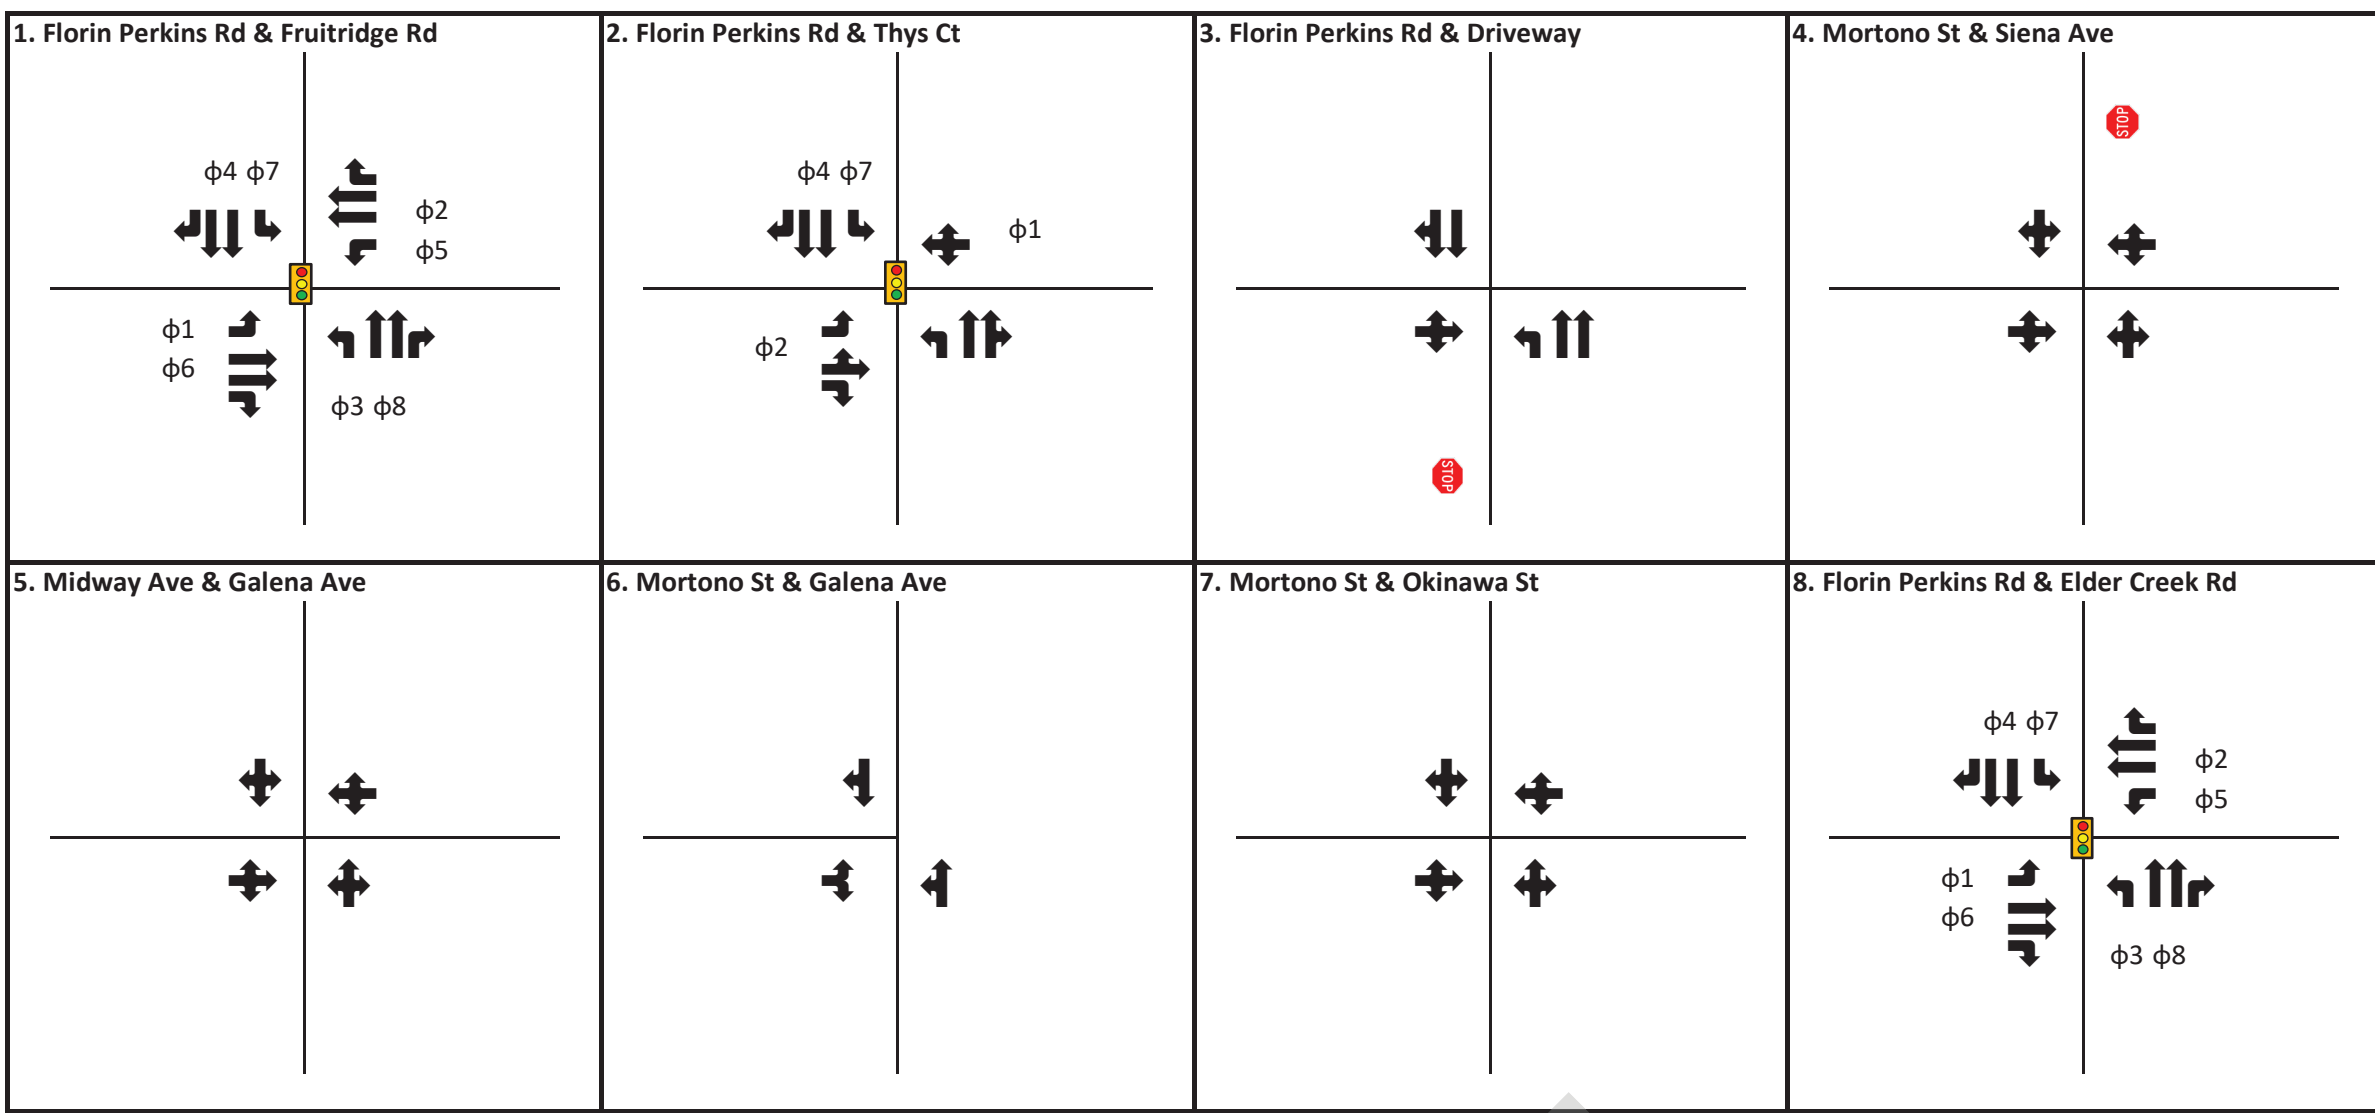 1. Florin Perkins Rd & Fruitridge Rd
ϕ4 ϕ7
ϕ2
ϕ5
ϕ1
ϕ6
ϕ3 ϕ8
2. Florin Perkins Rd & Thys Ct
ϕ4 ϕ7
ϕ1
ϕ2
3. Florin Perkins Rd & Driveway
STOP
4. Mortono St & Siena Ave
STOP
5. Midway Ave & Galena Ave
6. Mortono St & Galena Ave
7. Mortono St & Okinawa St
8. Florin Perkins Rd & Elder Creek Rd
ϕ4 ϕ7
ϕ2
ϕ5
ϕ1
ϕ6
ϕ3 ϕ8